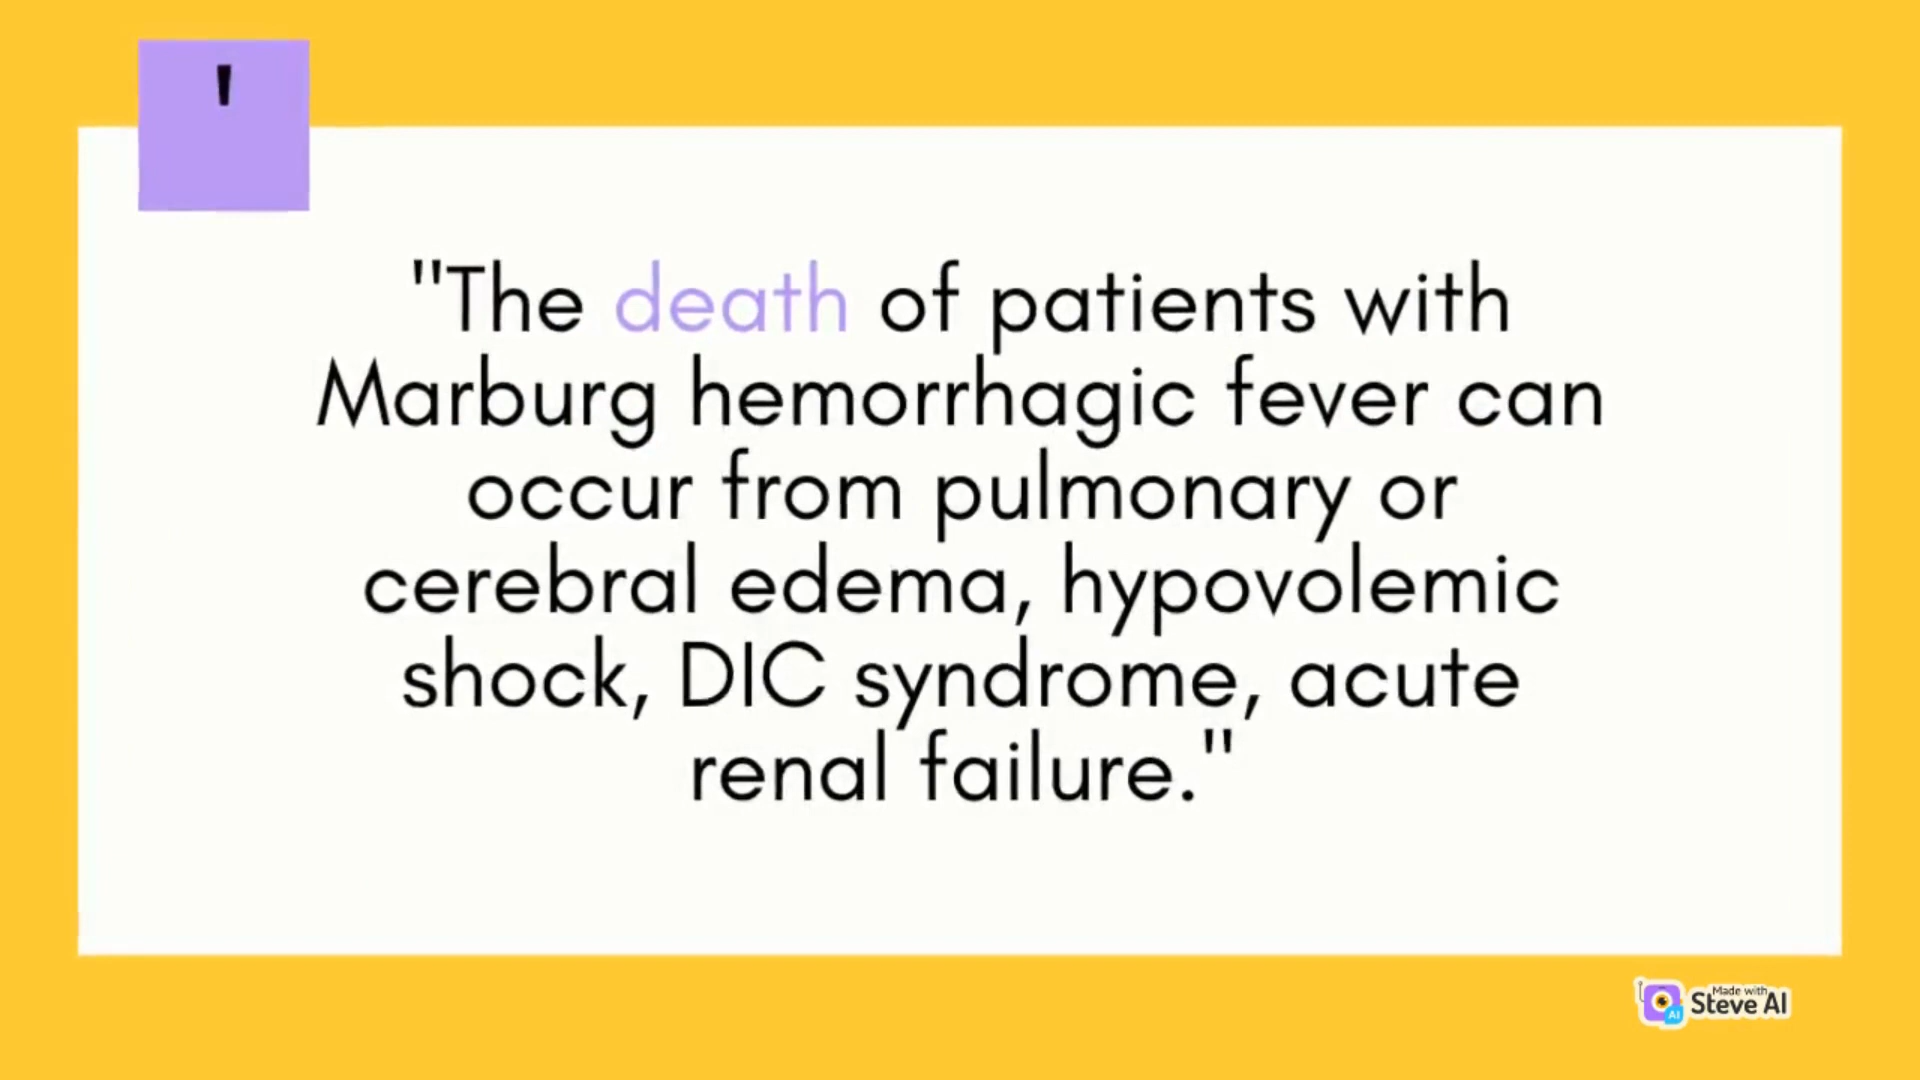 '
"The death of patients with
Marburg hemorrhagic fever can
occur from pulmonary or
cerebral edema, hypovolemic
shock, DIC syndrome, acute
renal failure."
Made with
Steve AI
AI